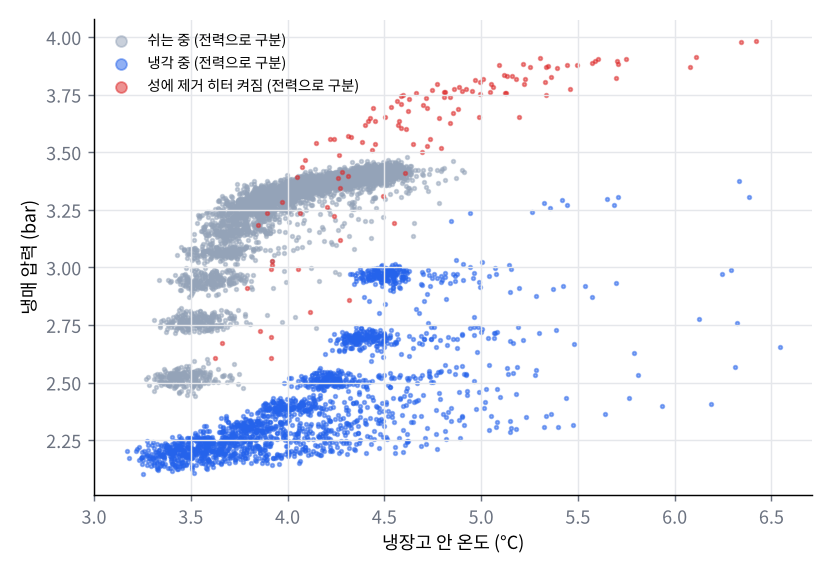 쉬는 중 (전력으로 구분)
냉각 중 (전력으로 구분)
성에 제거 히터 켜짐 (전력으로 구분)
냉매 압력 (bar)
4.00
3.75
3.50
3.25
3.00
2.75
2.50
2.25
3.0 3.5 4.0 4.5 5.0 5.5 6.0 6.5
냉장고 안 온도 (°C)